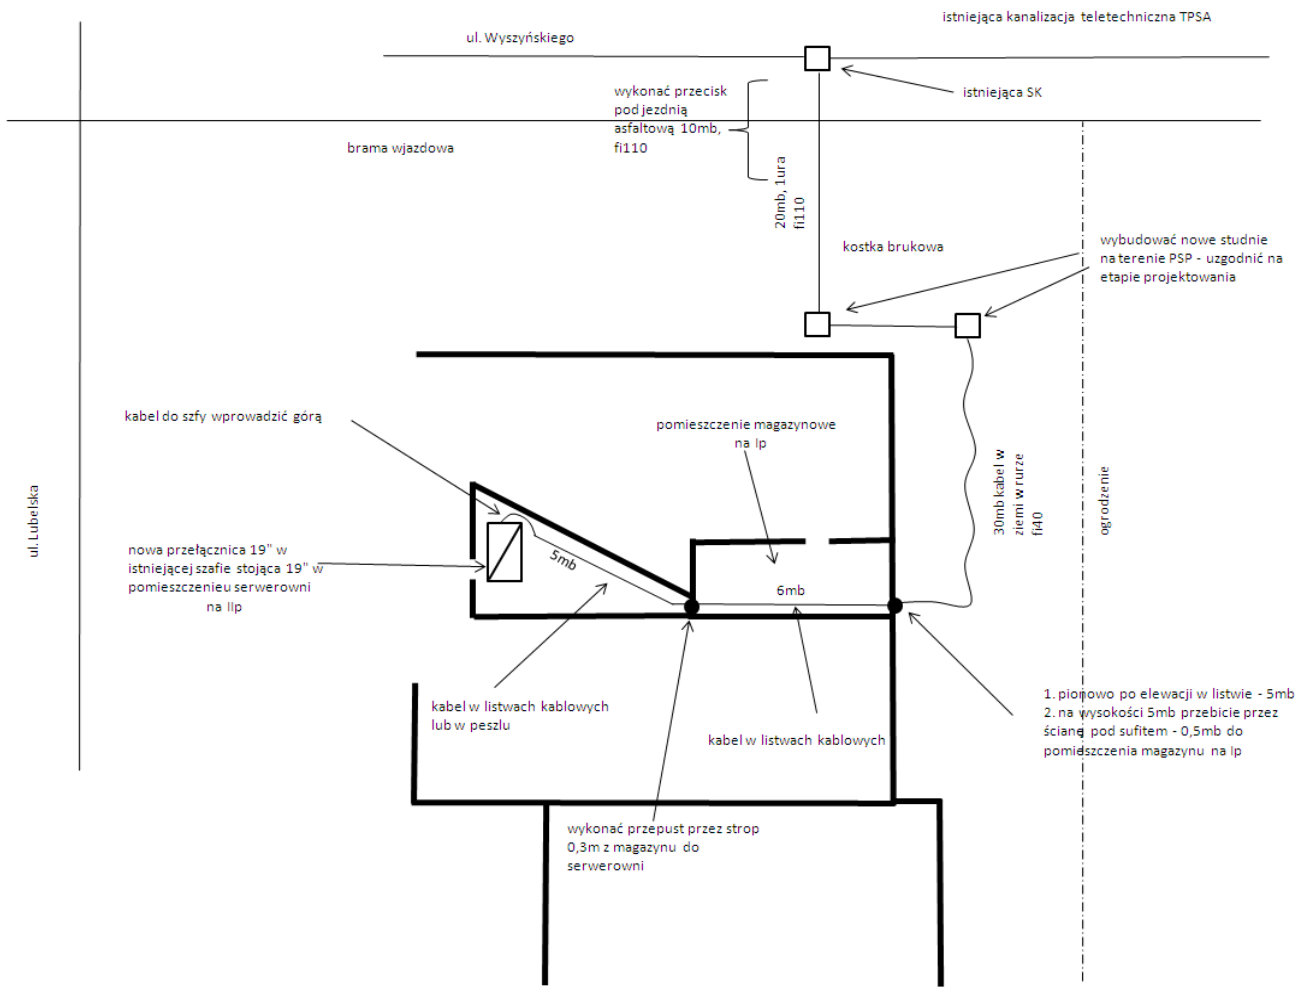 istniejąca kanalizacja teletechniczna TPSA
ul. Wyszyńskiego
wykonać przecisk
pod jezdnią
asfaltową 10mb,
fi110
istniejąca SK
brama wjazdowa
20mb, 1ura
fi110
kostka brukowa
wybudować nowe studnie
na terenie PSP - uzgodnić na
etapie projektowania
kabel do szfy wprowadzić górą
pomieszczenie magazynowe
na Ip
30mb kabel w
ziemi w rurze
fi40
ogrodzenie
ul. Lubelska
nowa przełącznica 19" w
istniejącej szafie stojąca 19" w
pomieszczenieu serwerowni
na IIp
5mb
6mb
kabel w listwach kablowych
lub w peszlu
kabel w listwach kablowych
1. pionowo po elewacji w listwie - 5mb
2. na wysokości 5mb przebicie przez
ścianę pod sufitem - 0,5mb do
pomieszczenia magazynu na Ip
wykonać przepust przez strop
0,3m z magazynu do
serwerowni